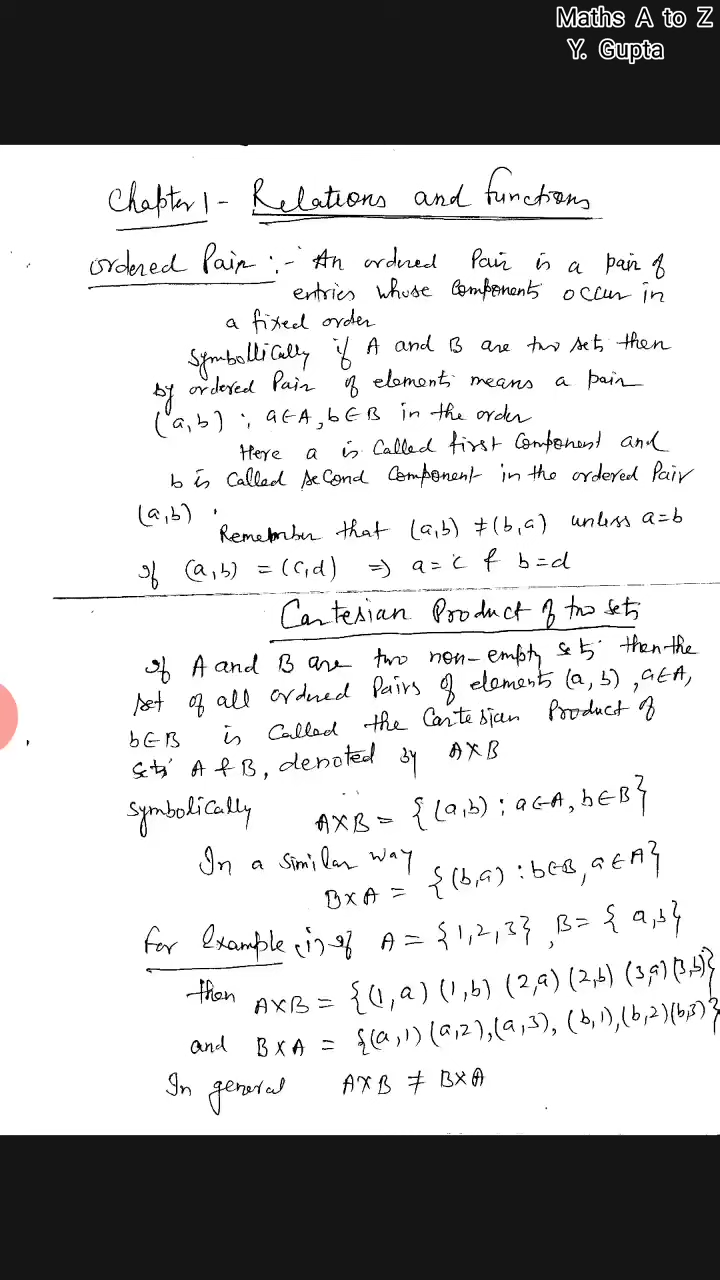 Maths A to Z
Y. Gupta
Chapter 1 - Relations and functions
ordered Pair :- An ordered Pair is a pair of
entries whose Components occur in
a fixed order
Symbollically if A and B are two sets then
by ordered Pair of elements means a pair
(a,b) ; a∈A, b∈B in the order
Here a is Called first Component and
b is Called second Component in the ordered Pair
(a,b).
Remember that (a,b) ≠ (b,a) unless a=b
If (a,b) = (c,d) => a=c & b=d
Cartesian Product of two sets
If A and B are two non-empty sets then the
set of all ordered Pairs of elements (a,b), a∈A,
b∈B is Called the Cartesian Product of
sets A & B, denoted by A×B
Symbolically A×B = {(a,b) ; a∈A, b∈B}
In a similar way
B×A = {(b,a) : b∈B, a∈A}
For Example (i) If A = {1,2,3}, B = {a,b}
then A×B = {(1,a) (1,b) (2,a) (2,b) (3,a) (3,b)}
and B×A = {(a,1) (a,2), (a,3), (b,1), (b,2) (b,3)}
In general A×B ≠ B×A